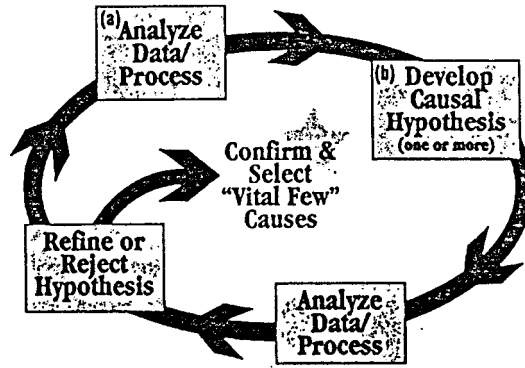 (a) Analyze
Data/
Process
(b) Develop
Causal
Hypothesis
(one or more)
Confirm &
Select
"Vital Few"
Causes
Refine or
Reject
Hypothesis
Analyze
Data/
Process